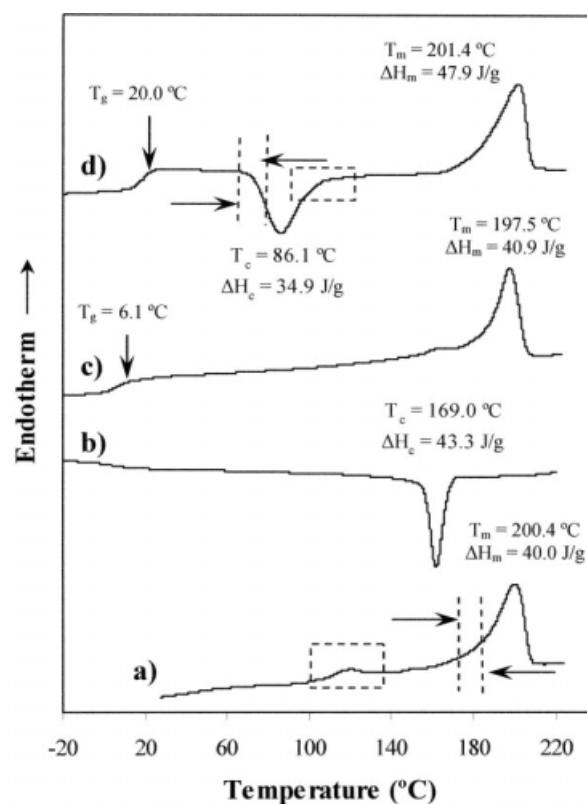 Tm = 201.4 ºC
ΔHm = 47.9 J/g
Tg = 20.0 ºC
d)
Tc = 86.1 ºC
ΔHc = 34.9 J/g
Tm = 197.5 ºC
ΔHm = 40.9 J/g
Tg = 6.1 ºC
c)
Tc = 169.0 ºC
ΔHc = 43.3 J/g
b)
Tm = 200.4 ºC
ΔHm = 40.0 J/g
a)
Endotherm
-20 20 60 100 140 180 220
Temperature (ºC)